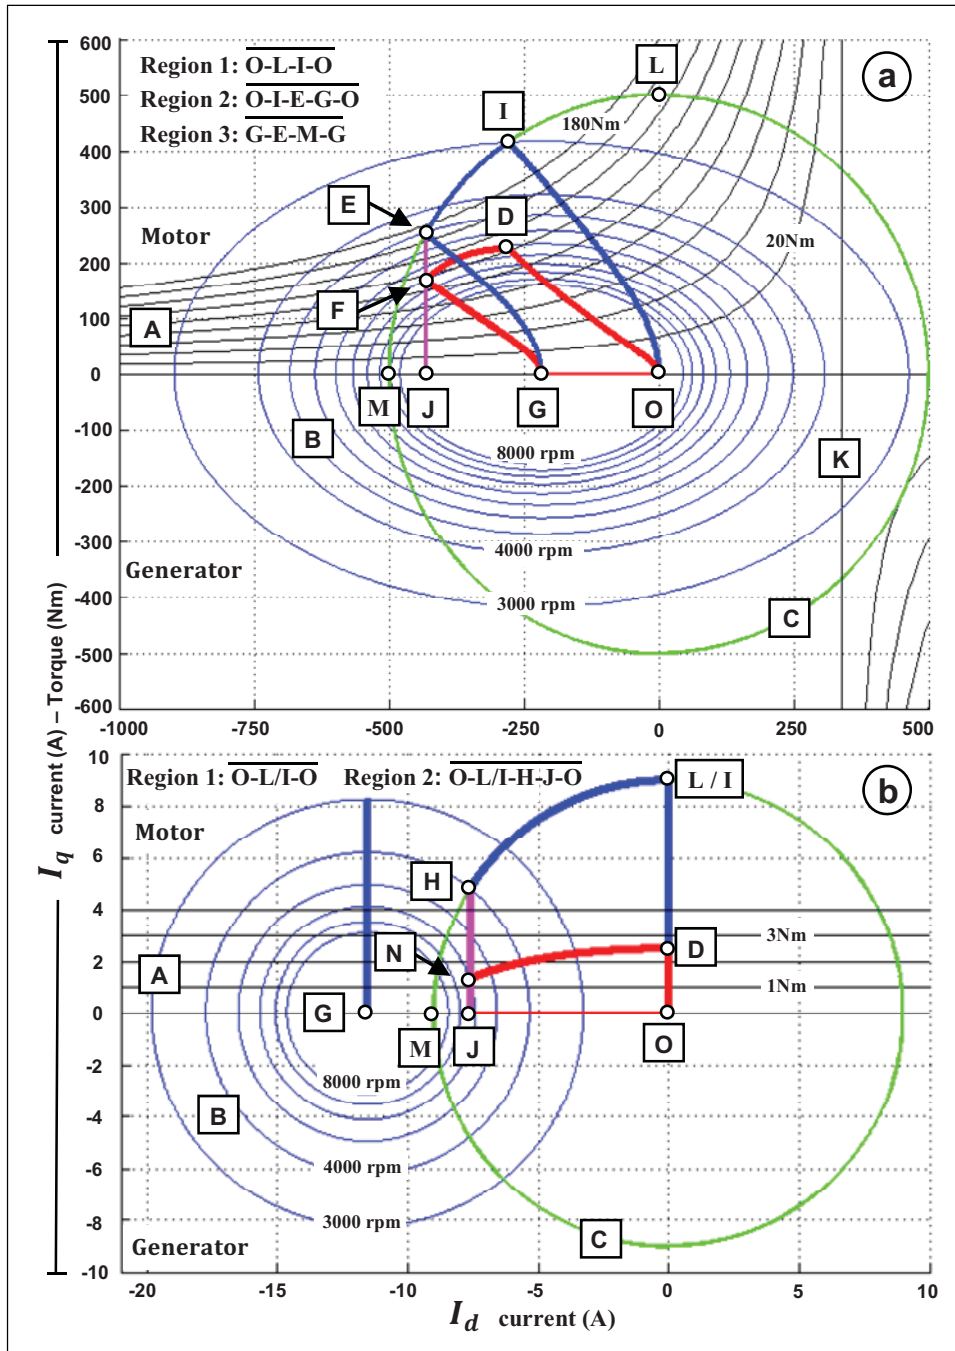 600
500
400
300
200
100
0
-100
-200
-300
-400
-500
-600
Region 1: O-L-I-O
Region 2: O-I-E-G-O
Region 3: G-E-M-G
a
L
I
180Nm
E
D
Motor
20Nm
F
A
M
J
G
O
B
8000 rpm
K
4000 rpm
Generator
3000 rpm
C
-1000
-750
-500
-250
0
250
500
Iq current (A) – Torque (Nm)
10
8
6
4
2
0
-2
-4
-6
-8
-10
Region 1: O-L/I-O Region 2: O-L/I-H-J-O
b
L / I
Motor
H
3Nm
N
D
A
1Nm
G
M
J
O
8000 rpm
B
4000 rpm
3000 rpm
Generator
C
-20
-15
-10
-5
0
5
10
Id current (A)